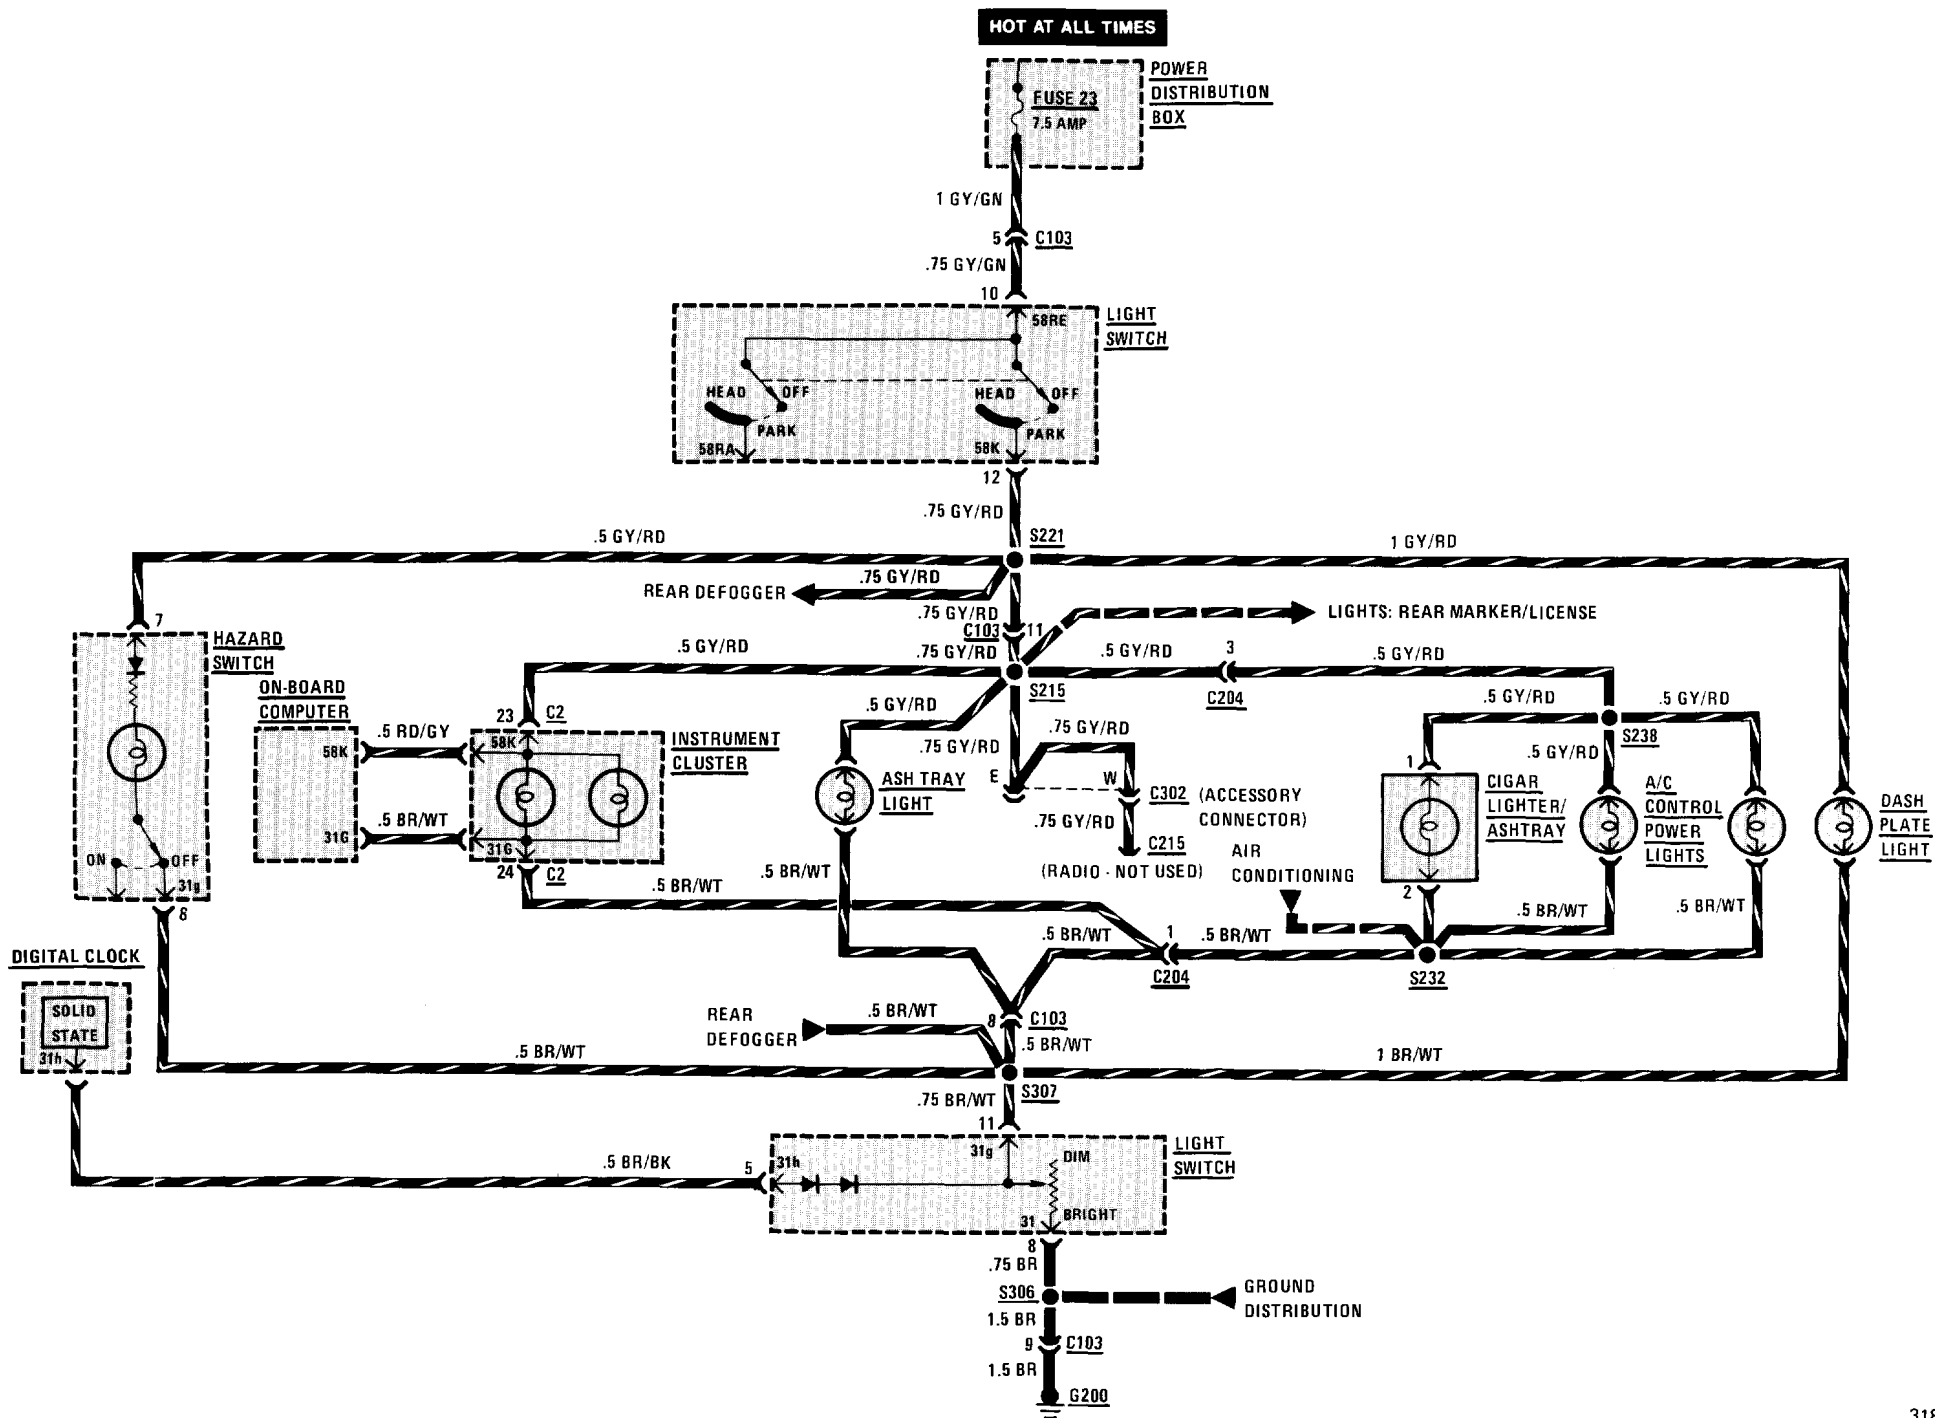 HOT AT ALL TIMES
POWER
DISTRIBUTION
BOX
FUSE 23
7.5 AMP
1 GY/GN
5 C103
.75 GY/GN
10
58RE
LIGHT
SWITCH
HEAD OFF
PARK
58RA
HEAD OFF
PARK
58K
12
.75 GY/RD
S221
.5 GY/RD
1 GY/RD
REAR DEFOGGER
.75 GY/RD
.75 GY/RD
C103 11
LIGHTS: REAR MARKER/LICENSE
7
HAZARD
SWITCH
ON OFF
31g
8
.5 GY/RD
.75 GY/RD
S215
.5 GY/RD
3
C204
.5 GY/RD
ON-BOARD
COMPUTER
58K
31G
.5 RD/GY
.5 BR/WT
23 C2
58K
INSTRUMENT
CLUSTER
31G
24 C2
.5 GY/RD
ASH TRAY
LIGHT
.5 BR/WT
.5 BR/WT
.75 GY/RD
.75 GY/RD
E W
C302 (ACCESSORY
CONNECTOR)
.75 GY/RD
C215
(RADIO - NOT USED)
.5 GY/RD
.5 GY/RD
S238
.5 GY/RD
1
CIGAR
LIGHTER/
ASHTRAY
2
A/C
CONTROL
POWER
LIGHTS
DASH
PLATE
LIGHT
AIR
CONDITIONING
.5 BR/WT
.5 BR/WT
.5 BR/WT
1
C204
.5 BR/WT
S232
DIGITAL CLOCK
SOLID
STATE
31h
REAR
DEFOGGER
.5 BR/WT
8 C103
.5 BR/WT
.5 BR/WT
1 BR/WT
S307
.75 BR/WT
11
31g
LIGHT
SWITCH
DIM
BRIGHT
.5 BR/BK
5
31h
31
8
.75 BR
S306
GROUND
DISTRIBUTION
1.5 BR
9 C103
1.5 BR
G200
318